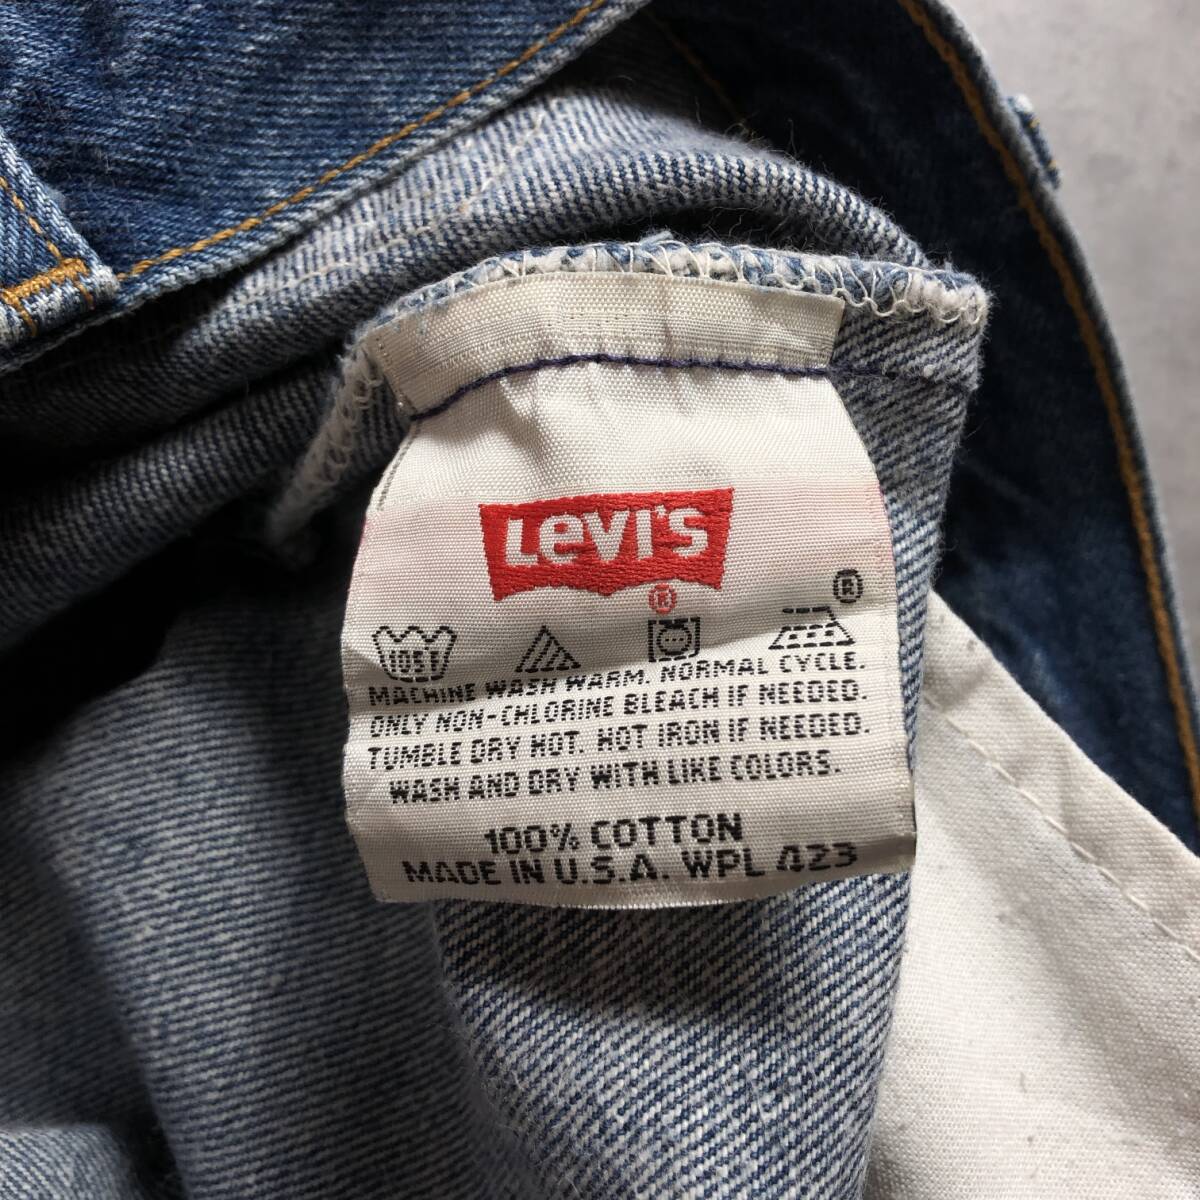 LEVI'S
®
®
105F
MACHINE WASH WARM. NORMAL CYCLE.
ONLY NON-CHLORINE BLEACH IF NEEDED.
TUMBLE DRY HOT. HOT IRON IF NEEDED.
WASH AND DRY WITH LIKE COLORS.
100% COTTON
MADE IN U.S.A. WPL 423